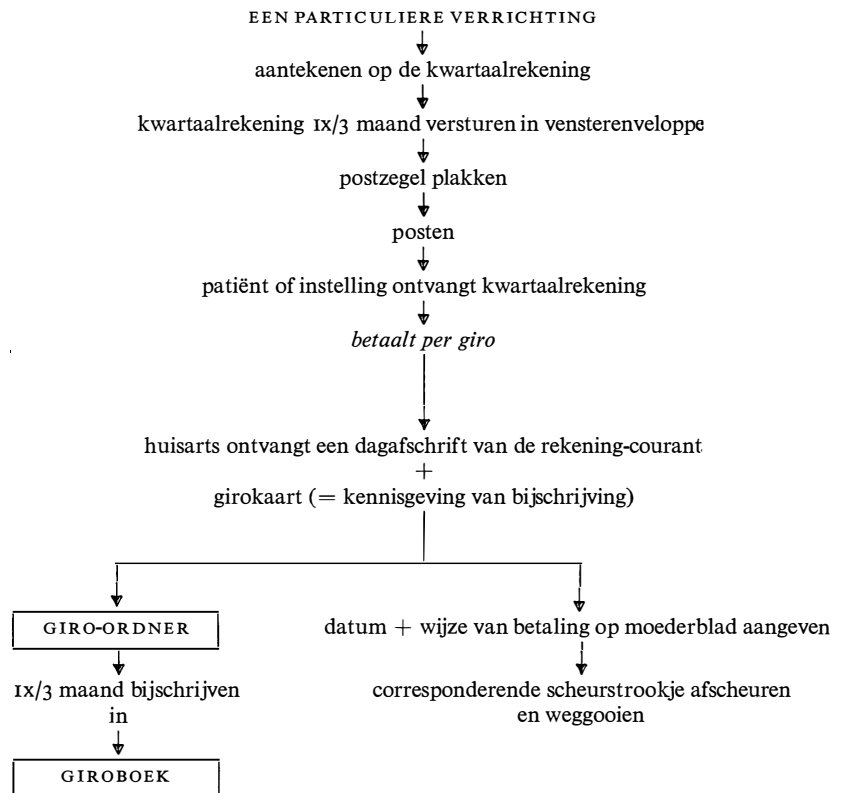 EEN PARTICULIERE VERRICHTING
aantekenen op de kwartaalrekening
kwartaalrekening 1x/3 maand versturen in vensterenveloppe
postzegel plakken
posten
patiënt of instelling ontvangt kwartaalrekening
betaalt per giro
huisarts ontvangt een dagafschrift van de rekening-courant
+
girokaart (= kennisgeving van bijschrijving)
GIRO-ORDNER
1x/3 maand bijschrijven
in
GIROBOEK
datum + wijze van betaling op moederblad aangeven
corresponderende scheurstrookje afscheuren
en weggooien